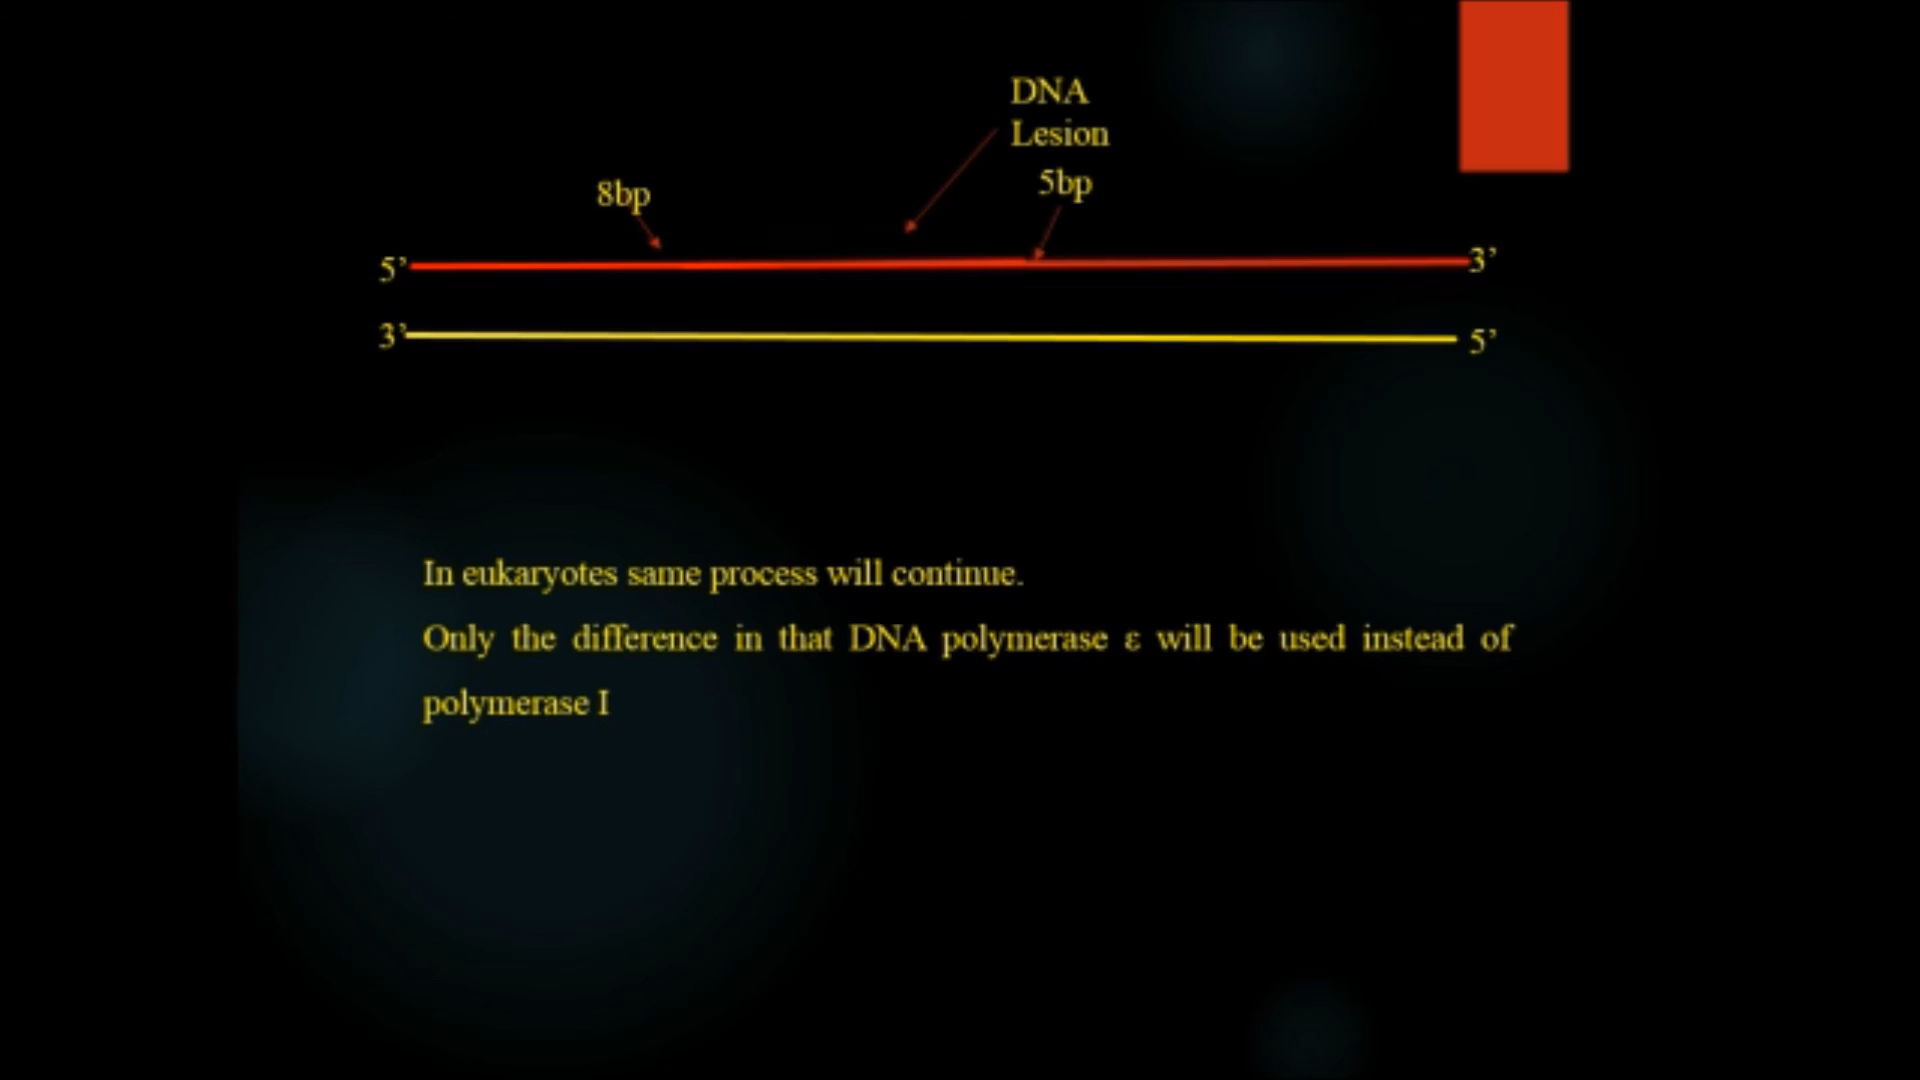 DNA
Lesion
8bp
5bp
5’
3’
3’
5’
In eukaryotes same process will continue.
Only the difference in that DNA polymerase ε will be used instead of
polymerase I